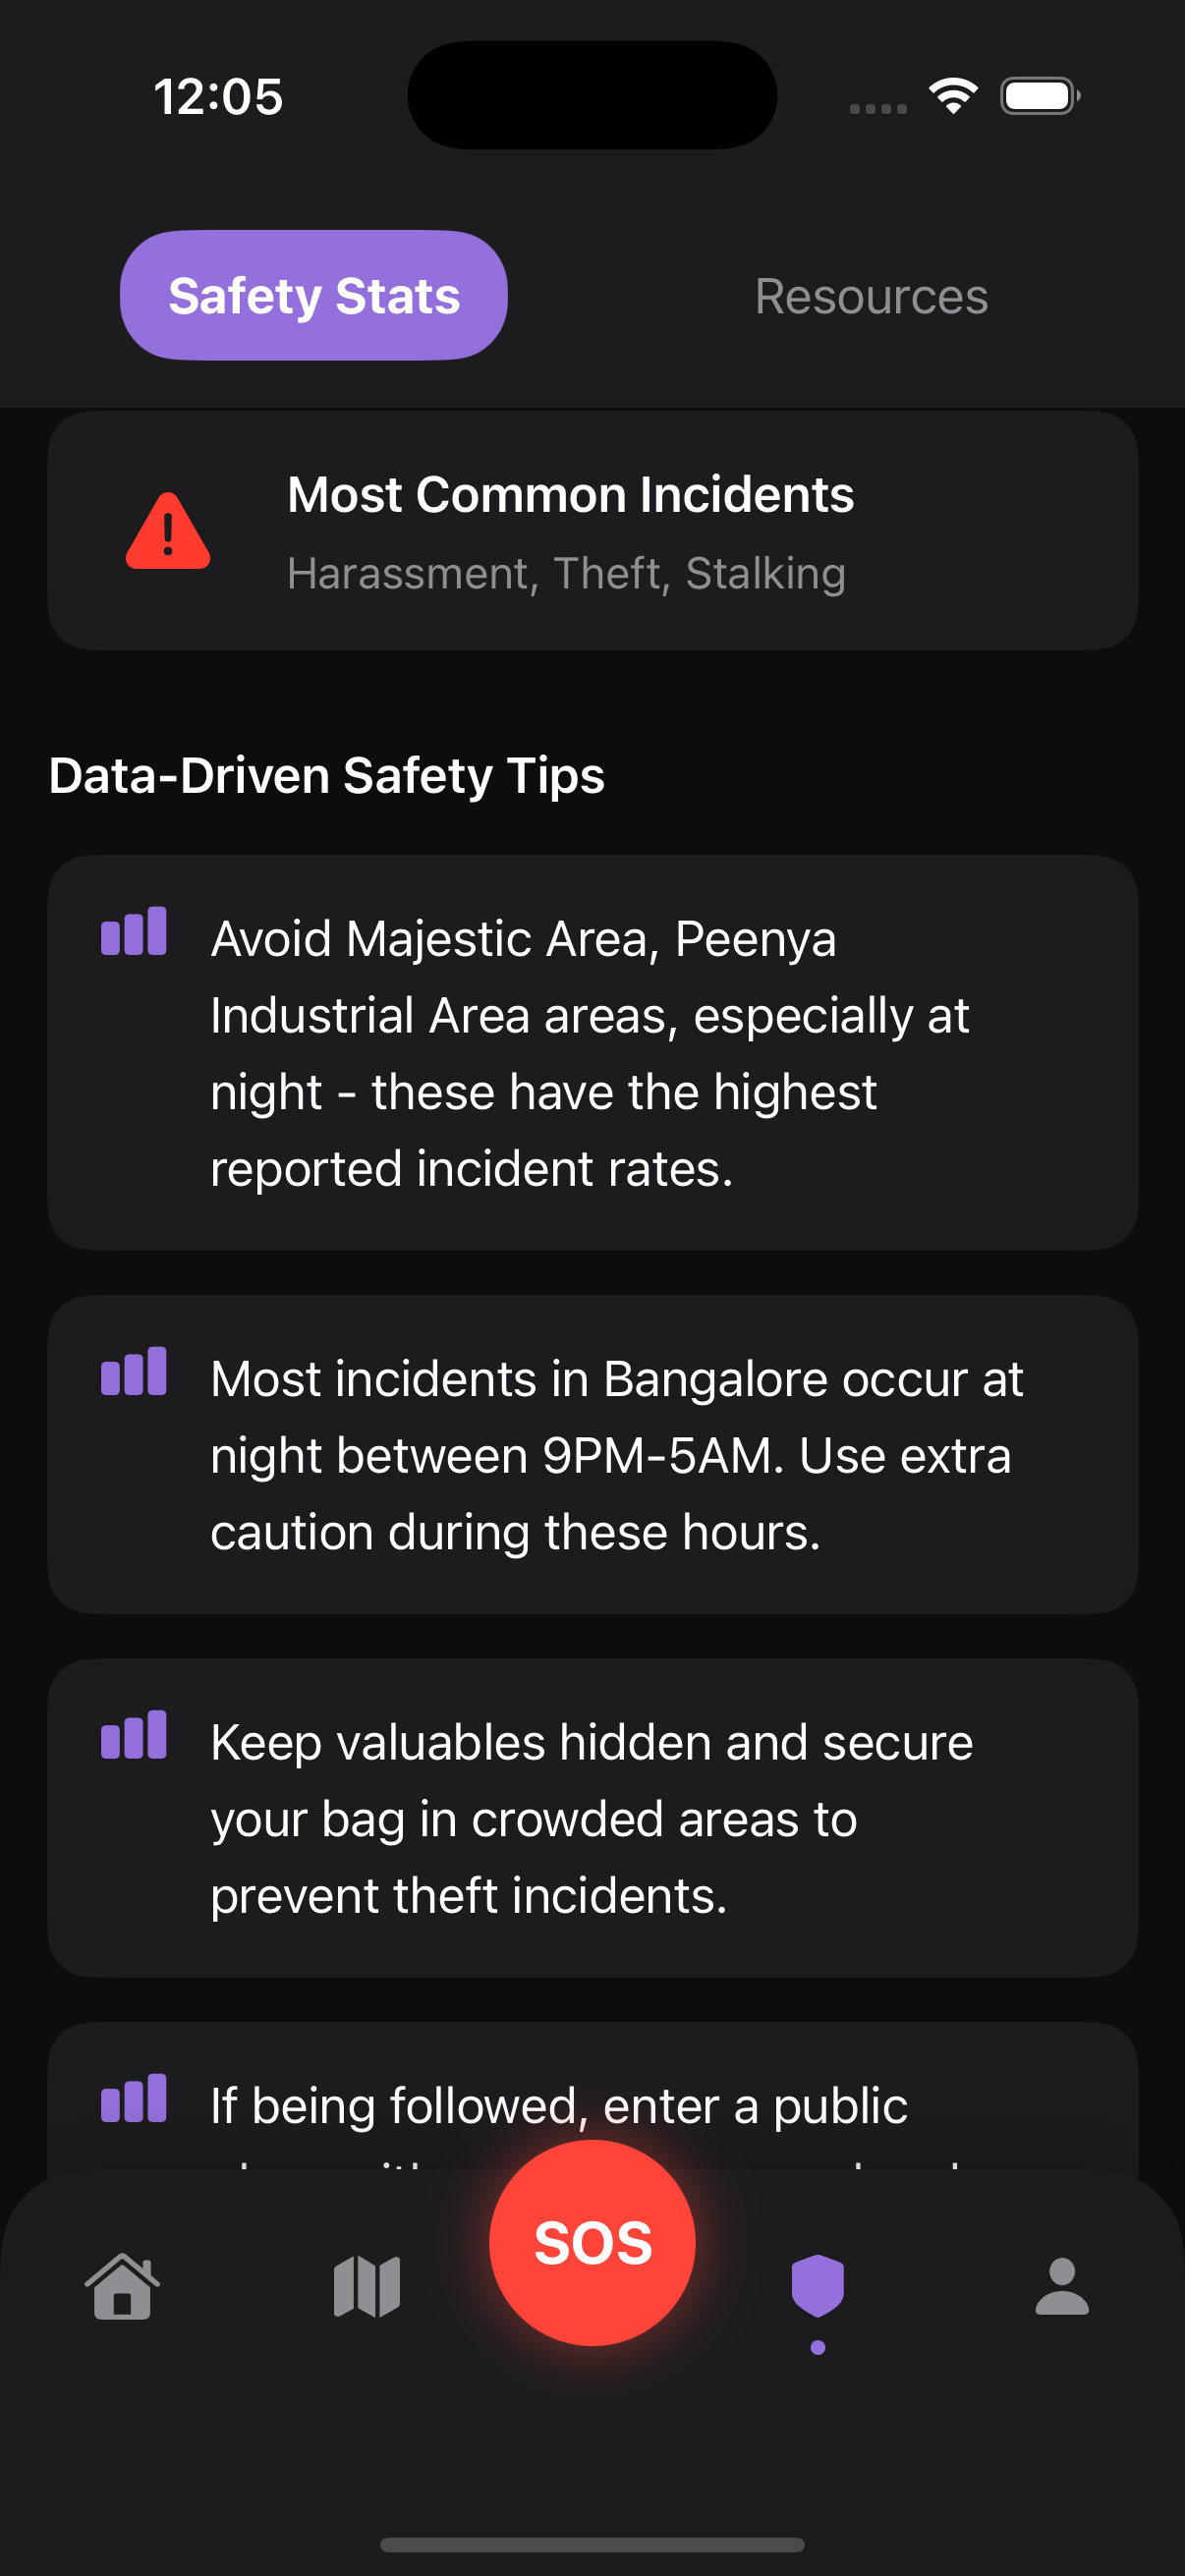 12:05
Safety Stats
Resources
Most Common Incidents
Harassment, Theft, Stalking
Data-Driven Safety Tips
Avoid Majestic Area, Peenya
Industrial Area areas, especially at
night - these have the highest
reported incident rates.
Most incidents in Bangalore occur at
night between 9PM-5AM. Use extra
caution during these hours.
Keep valuables hidden and secure
your bag in crowded areas to
prevent theft incidents.
If being followed, enter a public
SOS